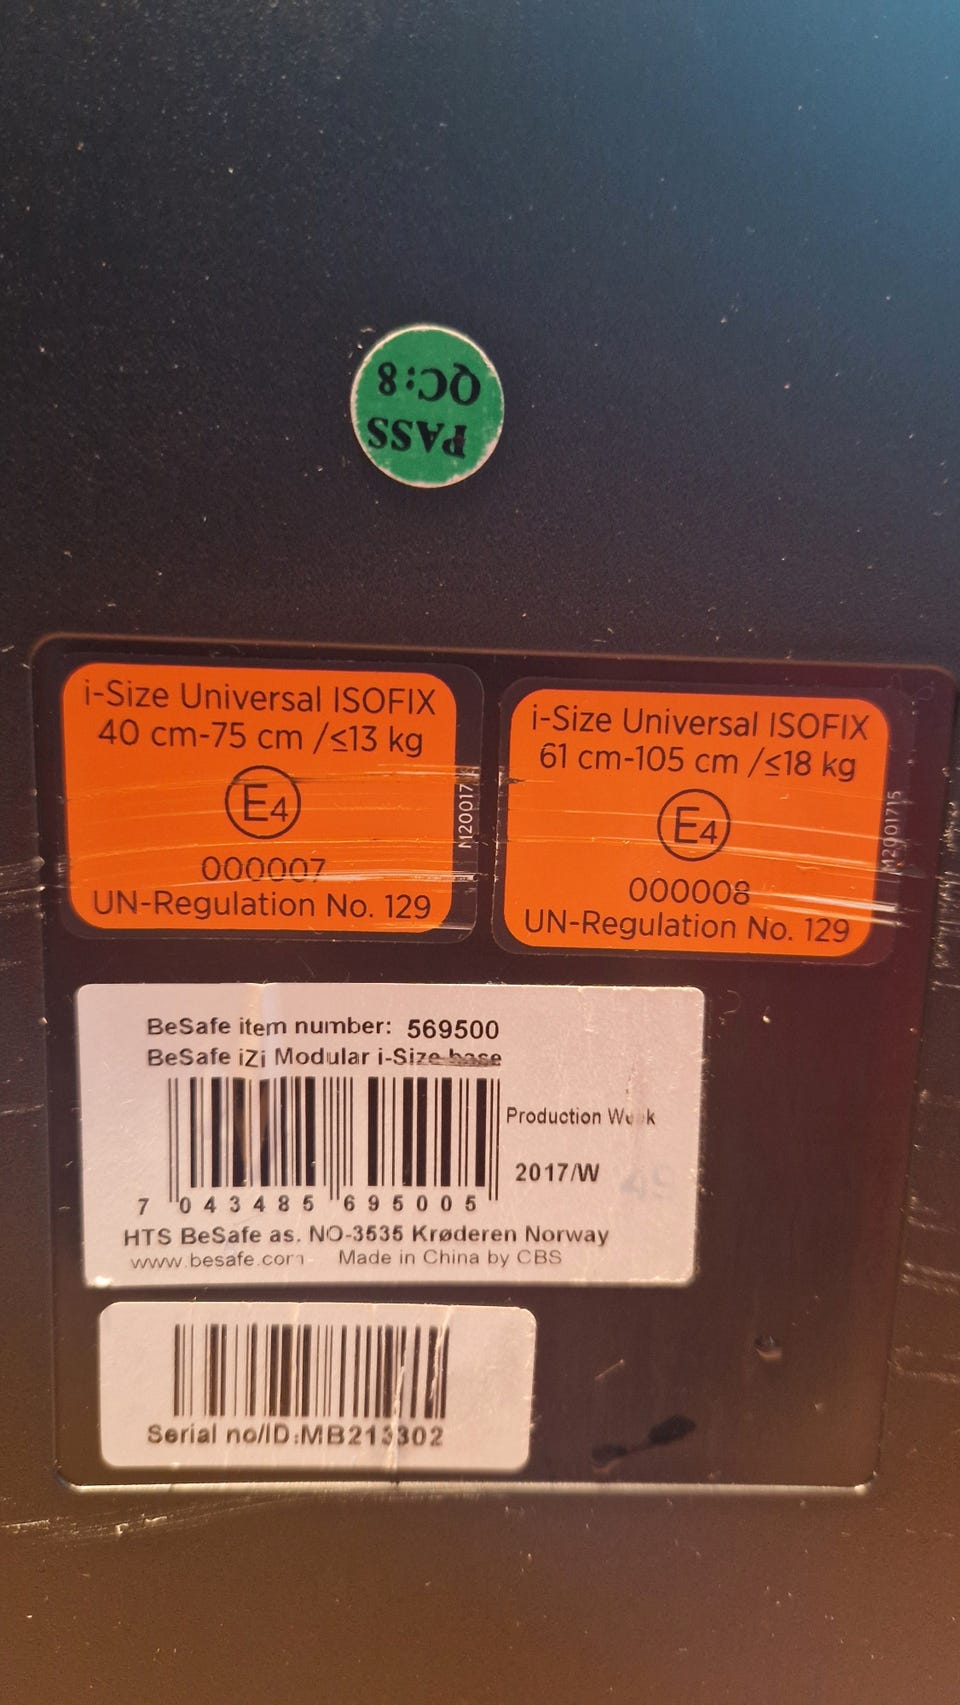 PASS
QC:8
i-Size Universal ISOFIX
40 cm-75 cm /≤13 kg
E4
000007
UN-Regulation No. 129
M20017
i-Size Universal ISOFIX
61 cm-105 cm /≤18 kg
E4
000008
UN-Regulation No. 129
M2001715
BeSafe item number: 569500
BeSafe iZi Modular i-Size base
Production Week
2017/W 49
7 043485 695005
HTS BeSafe as. NO-3535 Krøderen Norway
www.besafe.com Made in China by CBS
Serial no/ID:MB213302